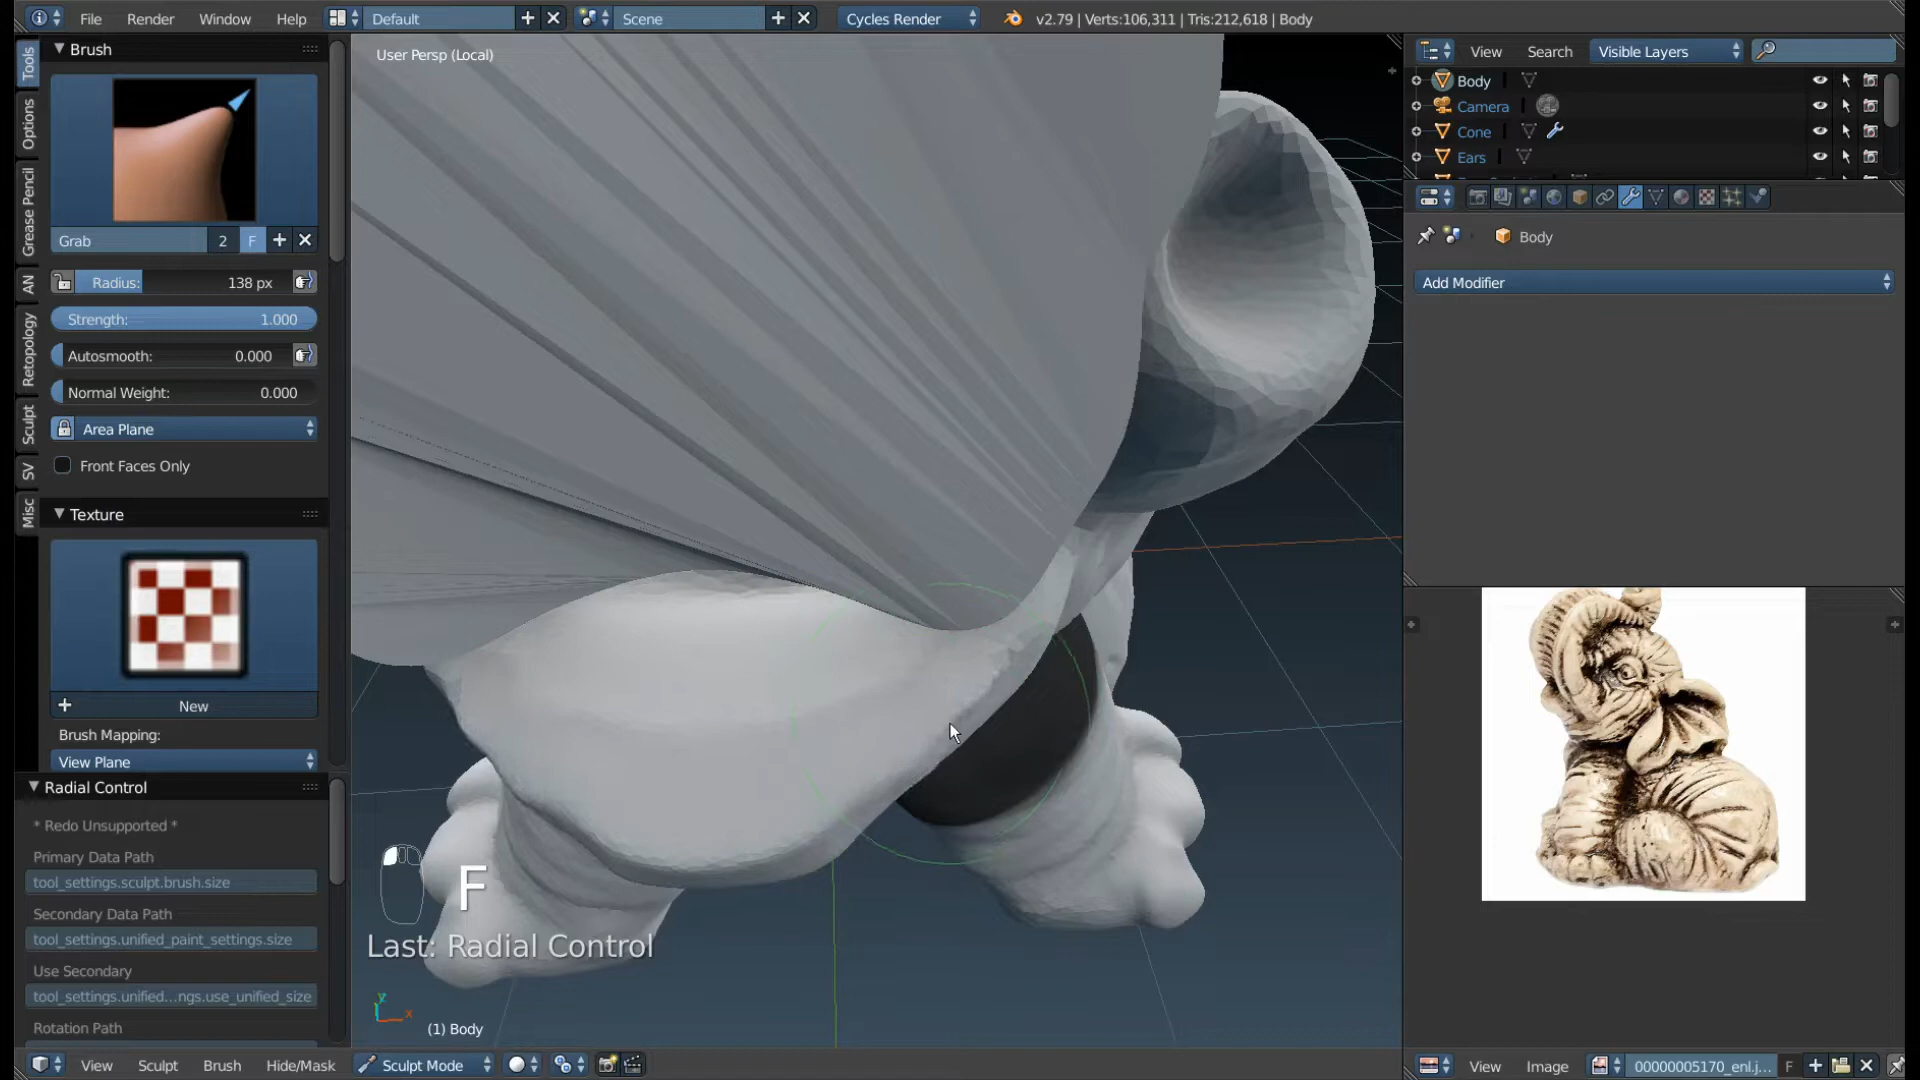 File Render Window Help Default Scene Cycles Render v2.79 | Verts:106,311 | Tris:212,618 | Body
Brush
User Persp (Local)
View Search Visible Layers
Body
Camera
Cone
Ears
Tools
Options
Grease Pencil
AN
Retopology
Sculpt
SV
Misc
Grab 2 F
Radius: 138 px
Strength: 1.000
Autosmooth: 0.000
Normal Weight: 0.000
Area Plane
Front Faces Only
Texture
New
Brush Mapping:
View Plane
Body
Add Modifier
Radial Control
* Redo Unsupported *
Primary Data Path
tool_settings.sculpt.brush.size
Secondary Data Path
tool_settings.unified_paint_settings.size
Use Secondary
tool_settings.unified...ngs.use_unified_size
Rotation Path
F
Last: Radial Control
y
x
(1) Body
View Sculpt Brush Hide/Mask Sculpt Mode
View Image 00000005170_enl.j... F